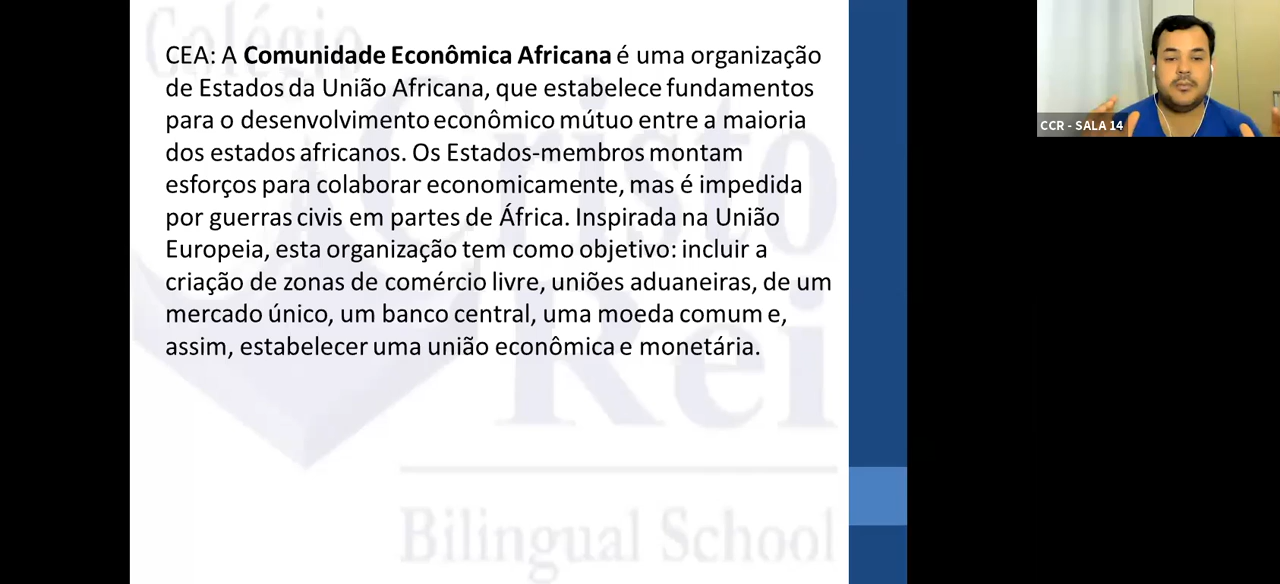 Colégio
CEA: A Comunidade Econômica Africana é uma organização
de Estados da União Africana, que estabelece fundamentos
para o desenvolvimento econômico mútuo entre a maioria
dos estados africanos. Os Estados-membros montam
esforços para colaborar economicamente, mas é impedida
por guerras civis em partes de África. Inspirada na União
Europeia, esta organização tem como objetivo: incluir a
criação de zonas de comércio livre, uniões aduaneiras, de um
mercado único, um banco central, uma moeda comum e,
assim, estabelecer uma união econômica e monetária.
Cristo
Rei
Bilingual School
CCR - SALA 14